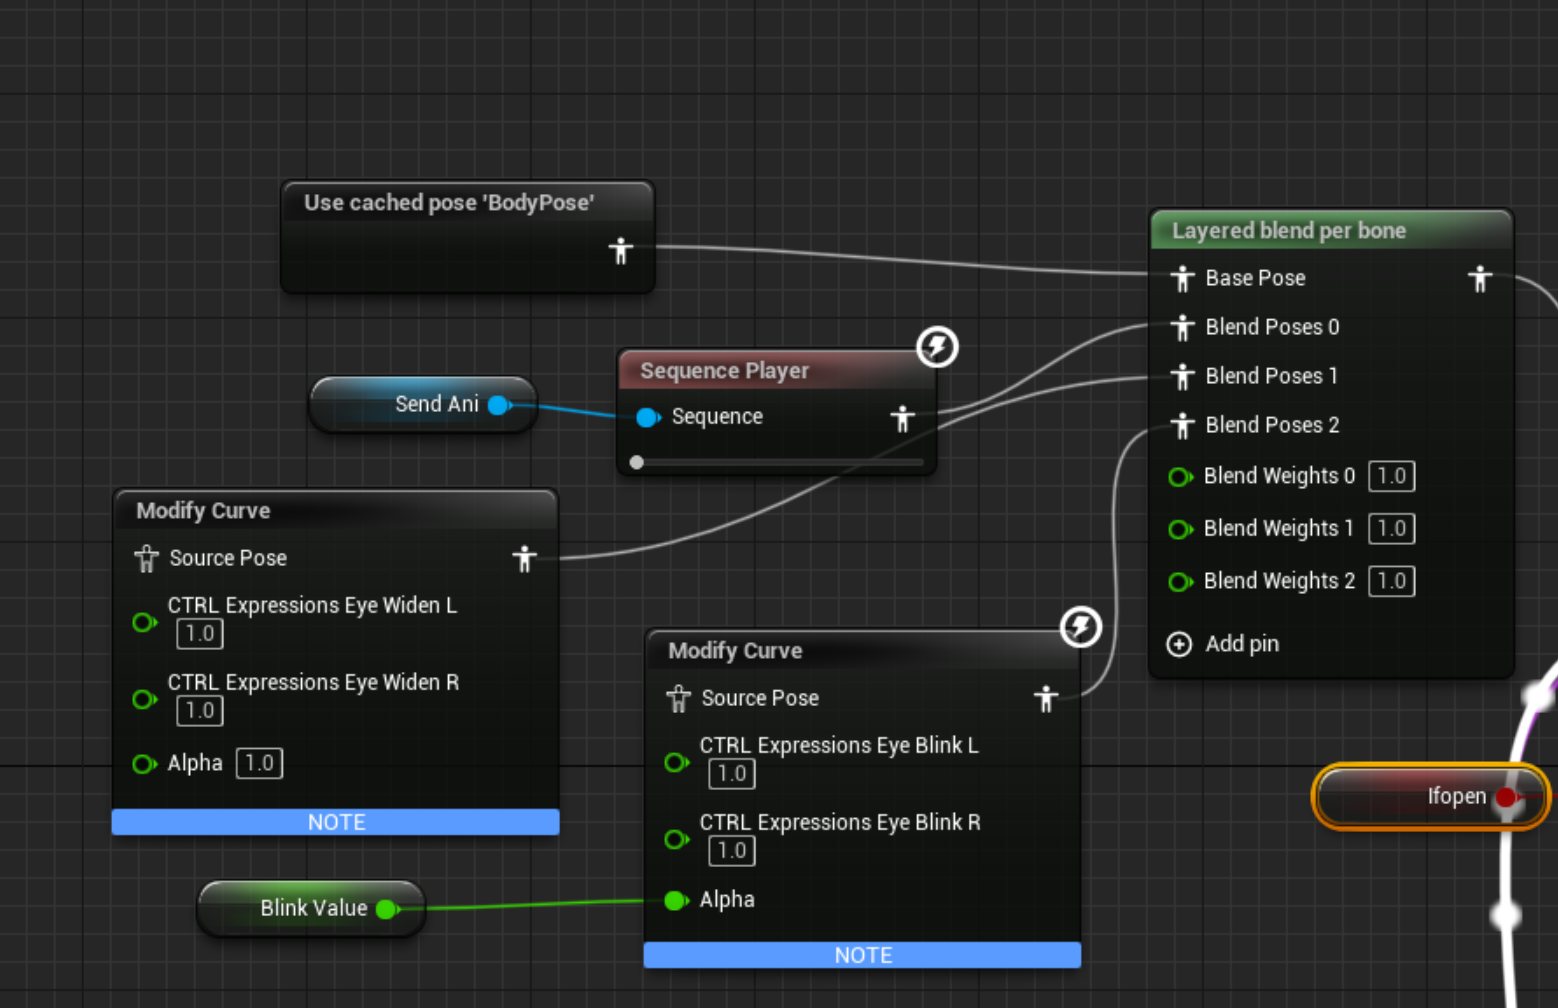 Use cached pose 'BodyPose'
Layered blend per bone
Base Pose
Blend Poses 0
Blend Poses 1
Blend Poses 2
Blend Weights 0 1.0
Blend Weights 1 1.0
Blend Weights 2 1.0
Add pin
Send Ani
Sequence Player
Sequence
Modify Curve
Source Pose
CTRL Expressions Eye Widen L
1.0
CTRL Expressions Eye Widen R
1.0
Alpha 1.0
NOTE
Modify Curve
Source Pose
CTRL Expressions Eye Blink L
1.0
CTRL Expressions Eye Blink R
1.0
Alpha
NOTE
Blink Value
Ifopen